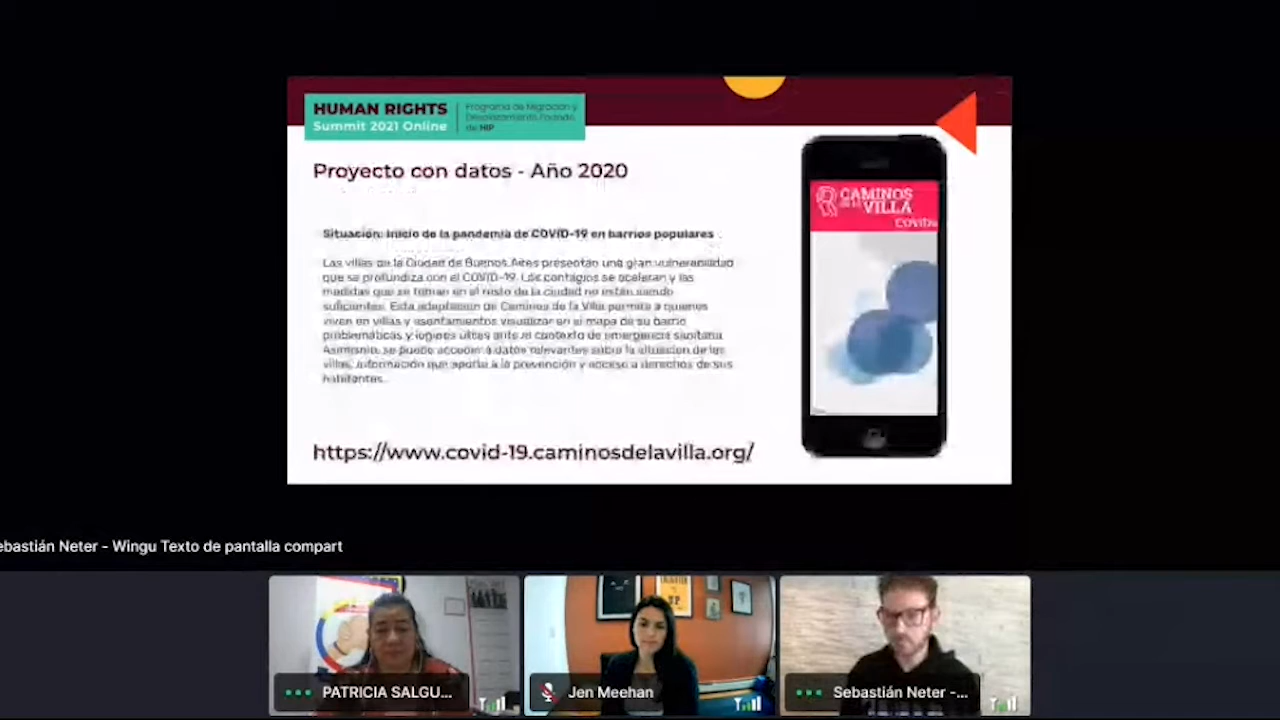 HUMAN RIGHTS
Summit 2021 Online
Programa de Migración y
Desplazamiento Forzado
de HIP
Proyecto con datos - Año 2020
CAMINOS
DE LA VILLA
COVID19
Situación: Inicio de la pandemia de COVID-19 en barrios populares
Las villas de la Ciudad de Buenos Aires presentan una gran vulnerabilidad
que se profundiza con el COVID-19. Los contagios se aceleran y las
medidas que se toman en el resto de la ciudad no están siendo
suficientes. Esta adaptación de Caminos de la Villa permite a quienes
viven en villas y asentamientos visualizar en el mapa de su barrio
problemáticas y lugares útiles ante el contexto de emergencia sanitaria.
Asimismo, se puede acceder a datos relevantes sobre la situación de las
villas, información que aporta a la prevención y acceso a derechos de sus
habitantes.
https://www.covid-19.caminosdelavilla.org/
ebastián Neter - Wingu Texto de pantalla compart
PATRICIA SALGU...
Jen Meehan
Sebastián Neter -...